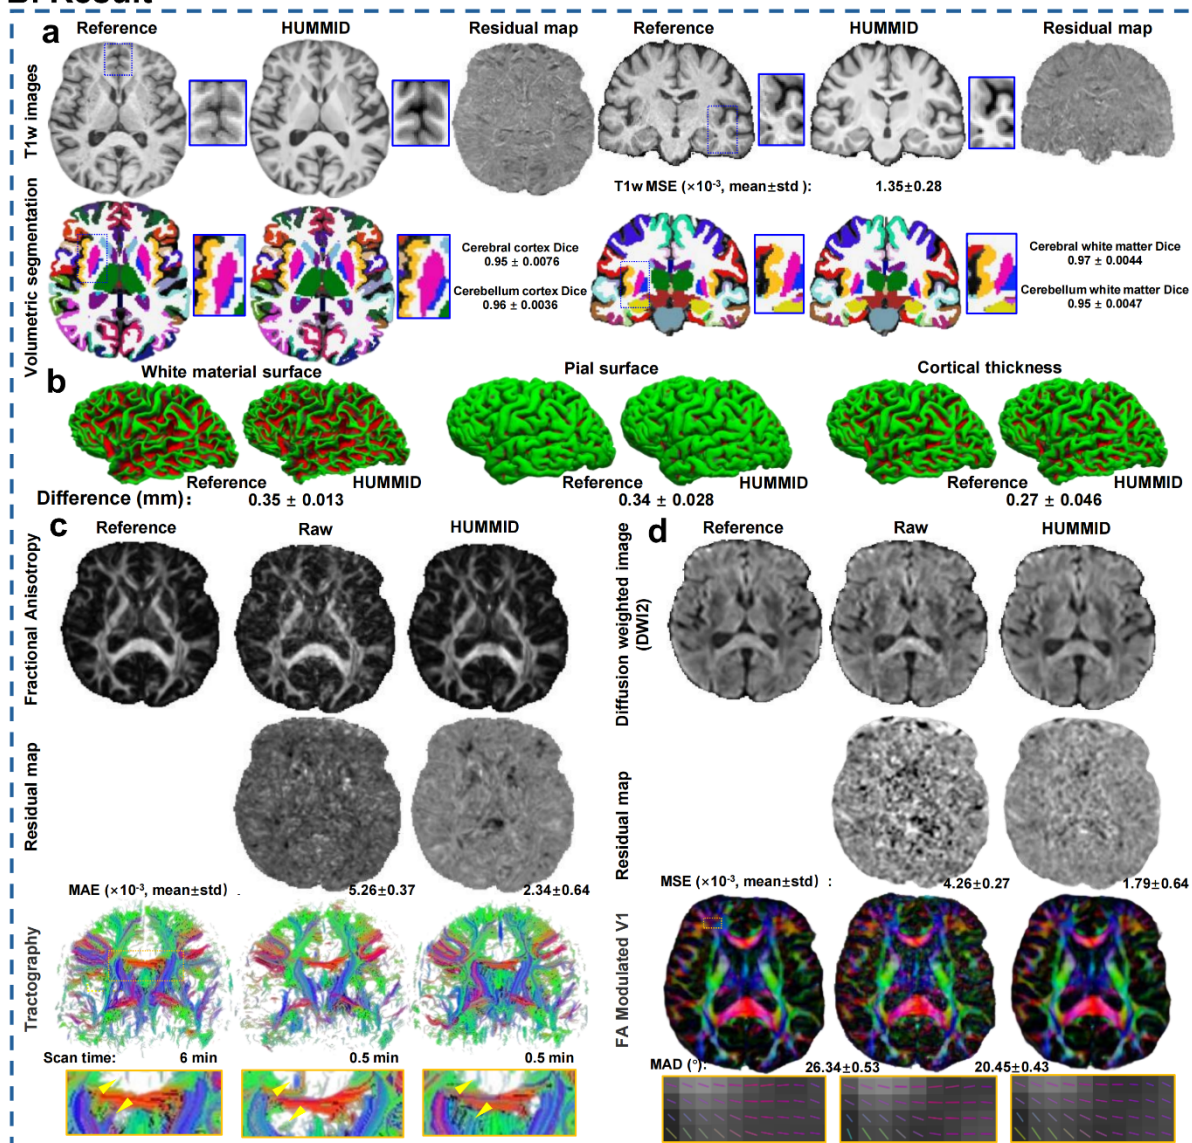 B. Result
a
Reference
HUMMID
Residual map
Reference
HUMMID
Residual map
T1w images
T1w MSE (×10-3, mean±std ):
1.35±0.28
Volumetric segmentation
Cerebral cortex Dice
0.95 ± 0.0076
Cerebellum cortex Dice
0.96 ± 0.0036
Cerebral white matter Dice
0.97 ± 0.0044
Cerebellum white matter Dice
0.95 ± 0.0047
b
White material surface
Pial surface
Cortical thickness
Reference
HUMMID
Reference
HUMMID
Reference
HUMMID
Difference (mm):
0.35 ± 0.013
0.34 ± 0.028
0.27 ± 0.046
c
Reference
Raw
HUMMID
Fractional Anisotropy
Residual map
MAE (×10-3, mean±std) .
5.26±0.37
2.34±0.64
Tractography
Scan time:
6 min
0.5 min
0.5 min
d
Reference
Raw
HUMMID
Diffusion weighted image
(DWI2)
Residual map
MSE (×10-3, mean±std) :
4.26±0.27
1.79±0.64
FA Modulated V1
MAD (°):
26.34±0.53
20.45±0.43